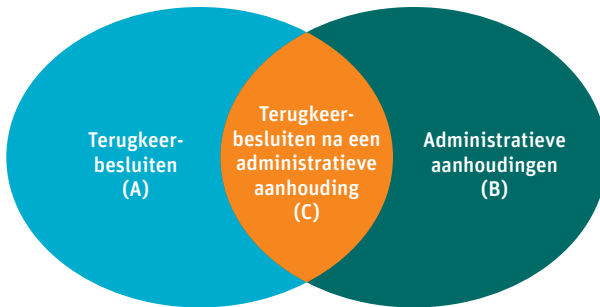 Terugkeer-
besluiten
(A)
Terugkeer-
besluiten na een
administratieve
aanhouding
(C)
Administratieve
aanhoudingen
(B)